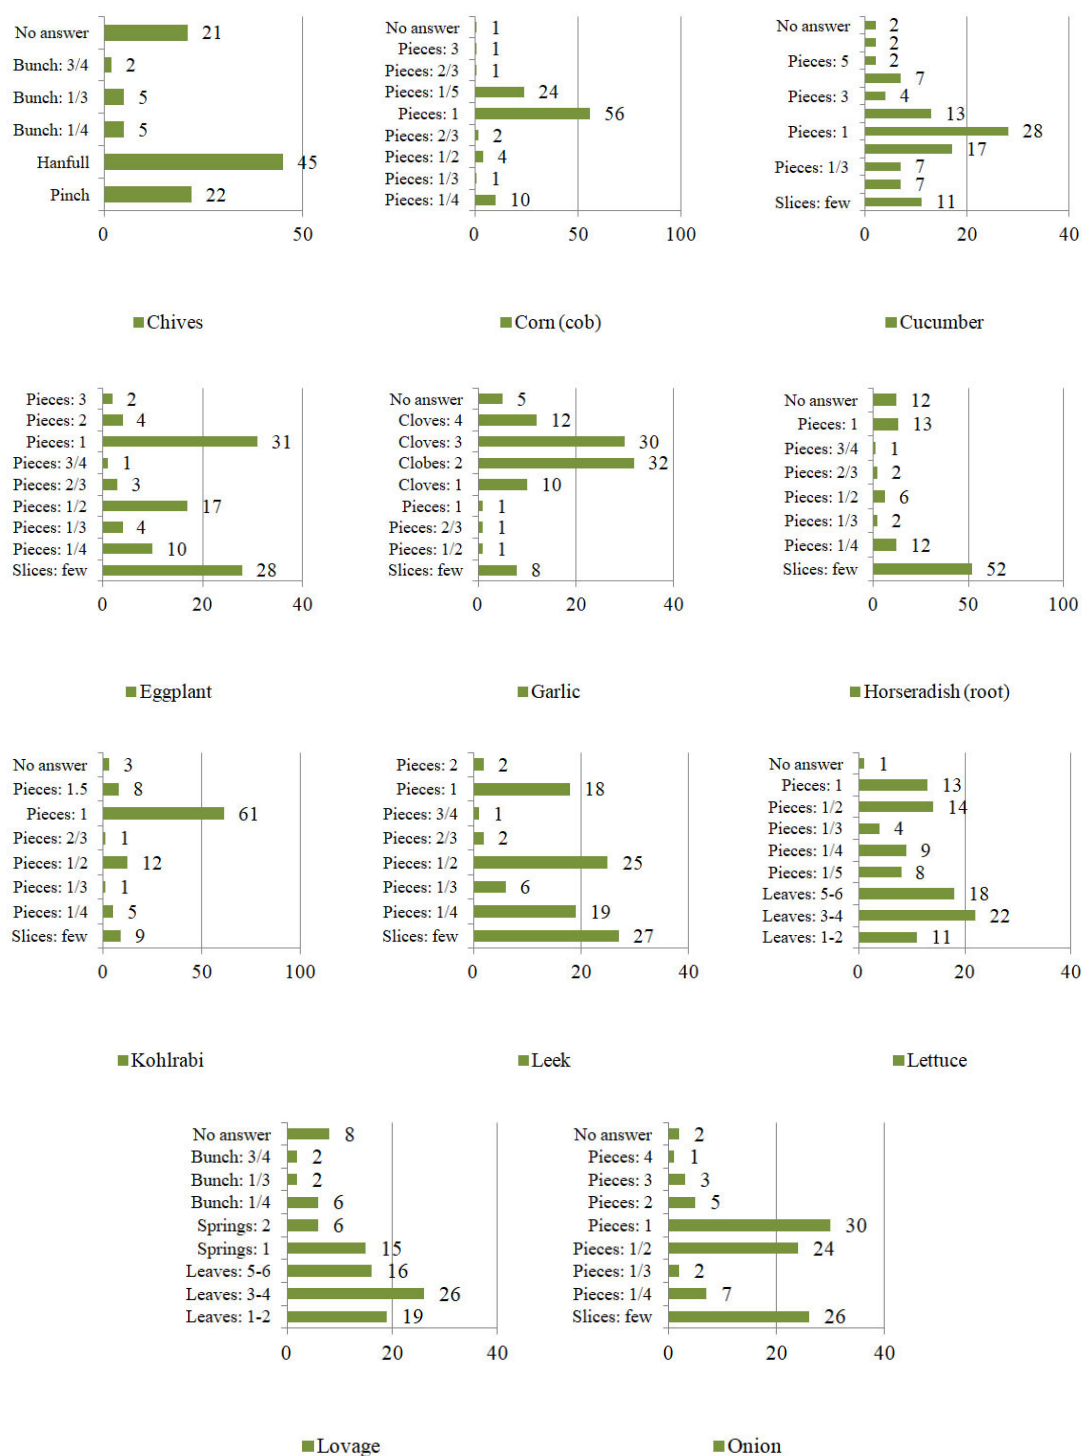 No answer 21
Bunch: 3/4 2
Bunch: 1/3 5
Bunch: 1/4 5
Hanfull 45
Pinch 22
0 50
Chives
No answer 1
Pieces: 3 1
Pieces: 2/3 1
Pieces: 1/5 24
Pieces: 1 56
Pieces: 2/3 2
Pieces: 1/2 4
Pieces: 1/3 1
Pieces: 1/4 10
0 50 100
Corn (cob)
No answer 2
2
Pieces: 5 2
7
Pieces: 3 4
13
Pieces: 1 28
17
Pieces: 1/3 7
7
Slices: few 11
0 20 40
Cucumber
Pieces: 3 2
Pieces: 2 4
Pieces: 1 31
Pieces: 3/4 1
Pieces: 2/3 3
Pieces: 1/2 17
Pieces: 1/3 4
Pieces: 1/4 10
Slices: few 28
0 20 40
Eggplant
No answer 5
Cloves: 4 12
Cloves: 3 30
Clobes: 2 32
Cloves: 1 10
Pieces: 1 1
Pieces: 2/3 1
Pieces: 1/2 1
Slices: few 8
0 20 40
Garlic
No answer 12
Pieces: 1 13
Pieces: 3/4 1
Pieces: 2/3 2
Pieces: 1/2 6
Pieces: 1/3 2
Pieces: 1/4 12
Slices: few 52
0 50 100
Horseradish (root)
No answer 3
Pieces: 1.5 8
Pieces: 1 61
Pieces: 2/3 1
Pieces: 1/2 12
Pieces: 1/3 1
Pieces: 1/4 5
Slices: few 9
0 50 100
Kohlrabi
Pieces: 2 2
Pieces: 1 18
Pieces: 3/4 1
Pieces: 2/3 2
Pieces: 1/2 25
Pieces: 1/3 6
Pieces: 1/4 19
Slices: few 27
0 20 40
Leek
No answer 1
Pieces: 1 13
Pieces: 1/2 14
Pieces: 1/3 4
Pieces: 1/4 9
Pieces: 1/5 8
Leaves: 5-6 18
Leaves: 3-4 22
Leaves: 1-2 11
0 20 40
Lettuce
No answer 8
Bunch: 3/4 2
Bunch: 1/3 2
Bunch: 1/4 6
Springs: 2 6
Springs: 1 15
Leaves: 5-6 16
Leaves: 3-4 26
Leaves: 1-2 19
0 20 40
Lovage
No answer 2
Pieces: 4 1
Pieces: 3 3
Pieces: 2 5
Pieces: 1 30
Pieces: 1/2 24
Pieces: 1/3 2
Pieces: 1/4 7
Slices: few 26
0 20 40
Onion